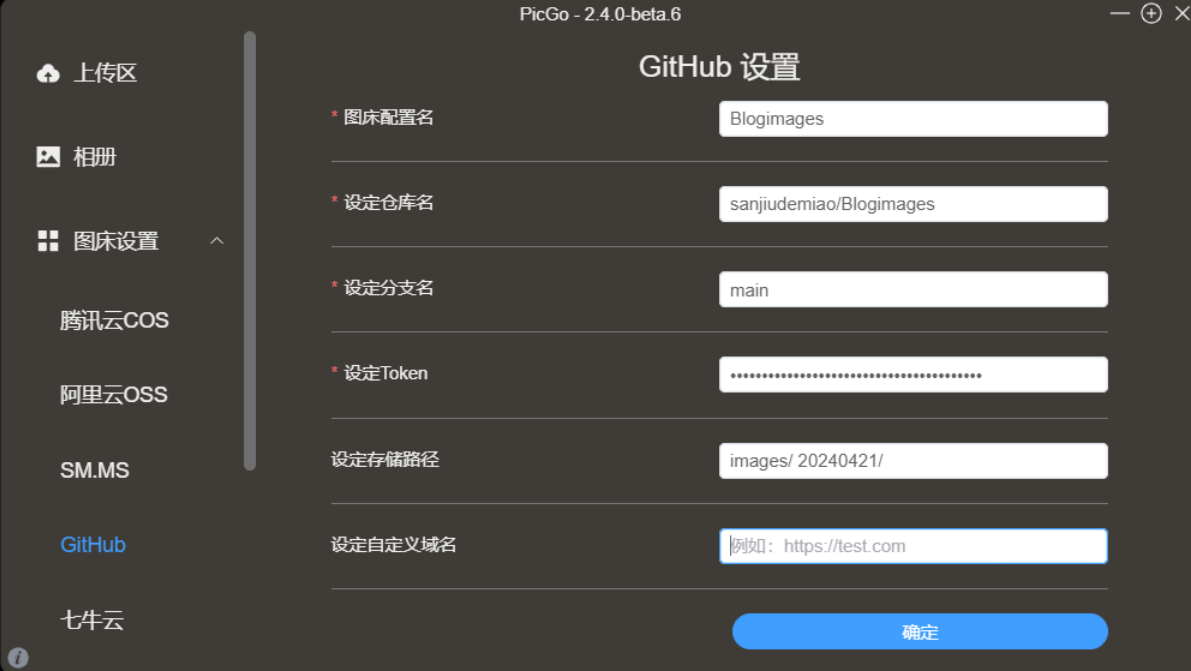 PicGo - 2.4.0-beta.6
上传区
相册
图床设置
腾讯云COS
阿里云OSS
SM.MS
GitHub
七牛云
GitHub 设置
* 图床配置名
Blogimages
* 设定仓库名
sanjiudemiao/Blogimages
* 设定分支名
main
* 设定Token
••••••••••••••••••••••••••••••••••••••••
设定存储路径
images/ 20240421/
设定自定义域名
例如：https://test.com
确定